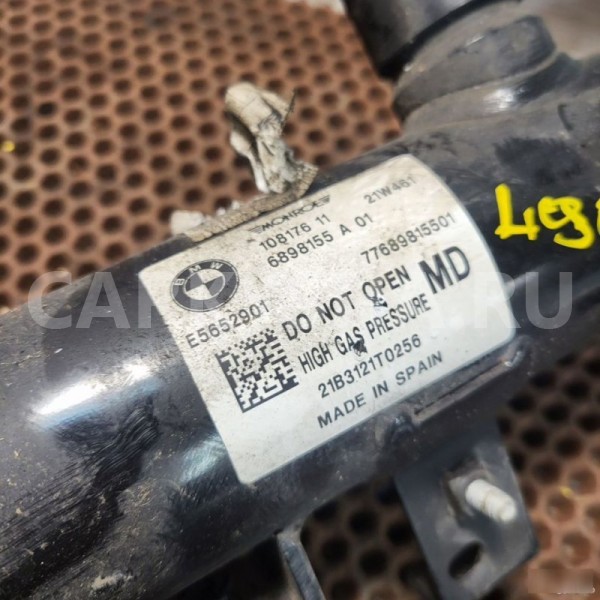 MONROE
108176 11 21W461
6898155 A 01
BMW
77689815501
E5652901
DO NOT OPEN
HIGH GAS PRESSURE MD
21B3121T0256
MADE IN SPAIN